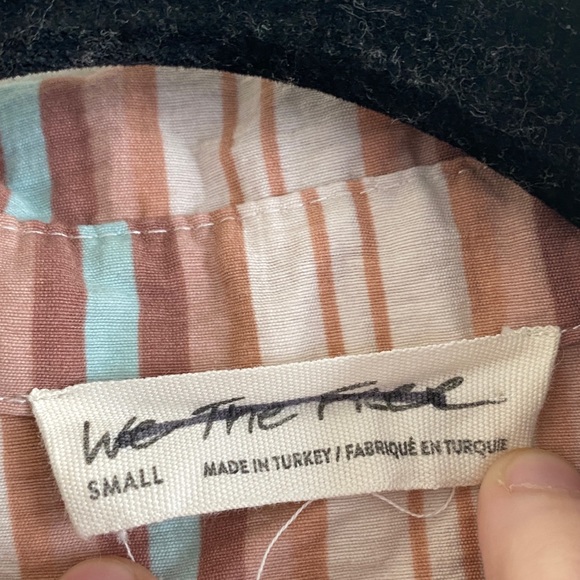 We The Free
SMALL
MADE IN TURKEY / FABRIQUÉ EN TURQUIE